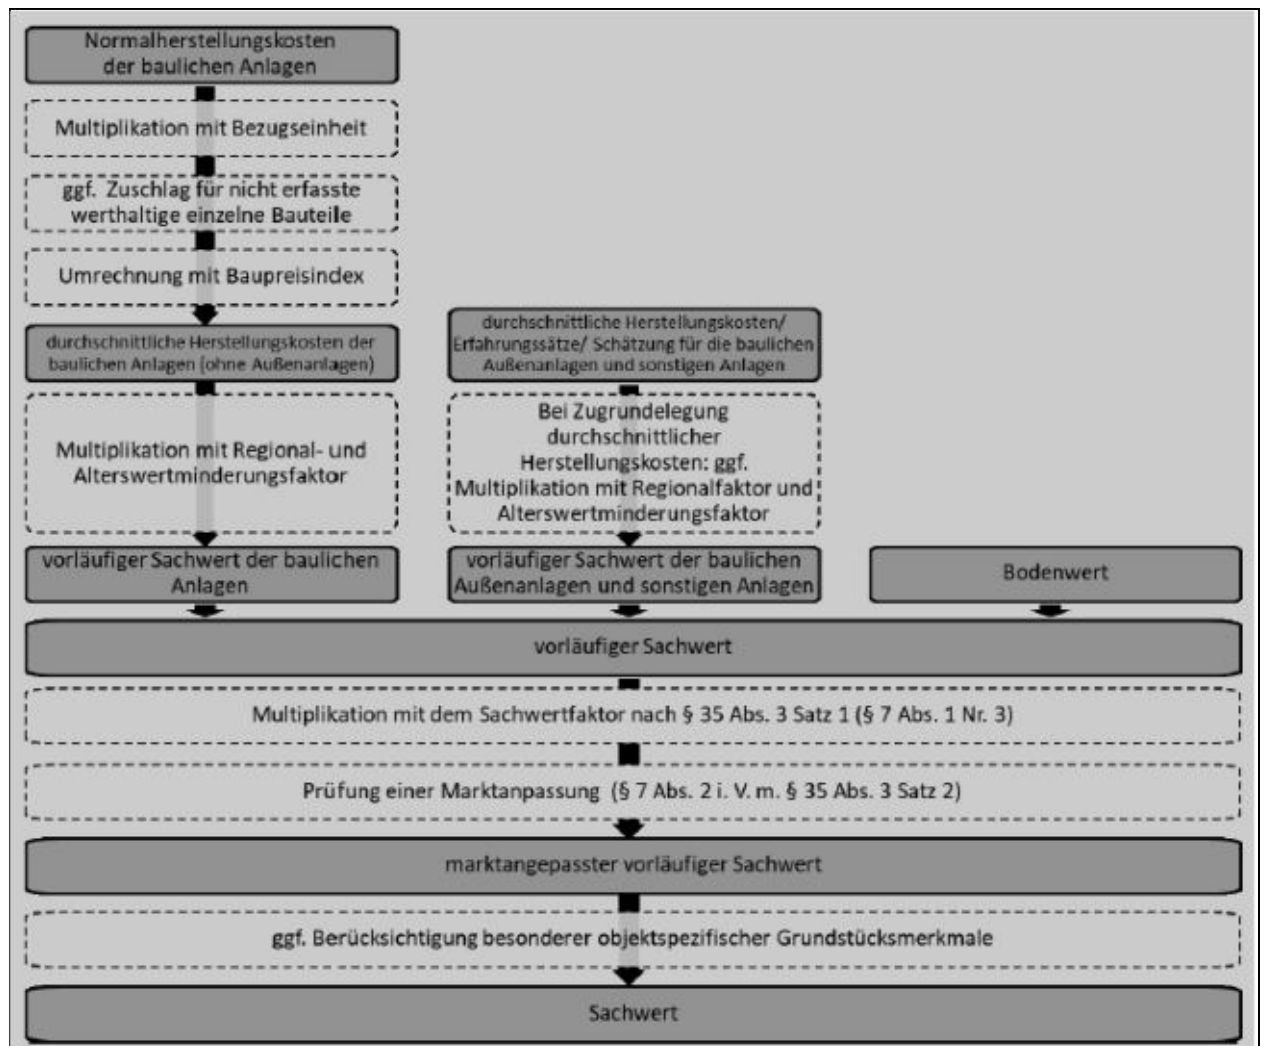 Normalherstellungskosten
der baulichen Anlagen
Multiplikation mit Bezugseinheit
ggf. Zuschlag für nicht erfasste
werthaltige einzelne Bauteile
Umrechnung mit Baupreisindex
durchschnittliche Herstellungskosten der
baulichen Anlagen (ohne Außenanlagen)
Multiplikation mit Regional- und
Alterswertminderungsfaktor
vorläufiger Sachwert der baulichen
Anlagen
durchschnittliche Herstellungskosten/
Erfahrungssätze/ Schätzung für die baulichen
Außenanlagen und sonstigen Anlagen
Bei Zugrundelegung
durchschnittlicher
Herstellungskosten: ggf.
Multiplikation mit Regionalfaktor und
Alterswertminderungsfaktor
vorläufiger Sachwert der baulichen
Außenanlagen und sonstigen Anlagen
Bodenwert
vorläufiger Sachwert
Multiplikation mit dem Sachwertfaktor nach § 35 Abs. 3 Satz 1 (§ 7 Abs. 1 Nr. 3)
Prüfung einer Marktanpassung (§ 7 Abs. 2 i. V. m. § 35 Abs. 3 Satz 2)
marktangepasster vorläufiger Sachwert
ggf. Berücksichtigung besonderer objektspezifischer Grundstücksmerkmale
Sachwert